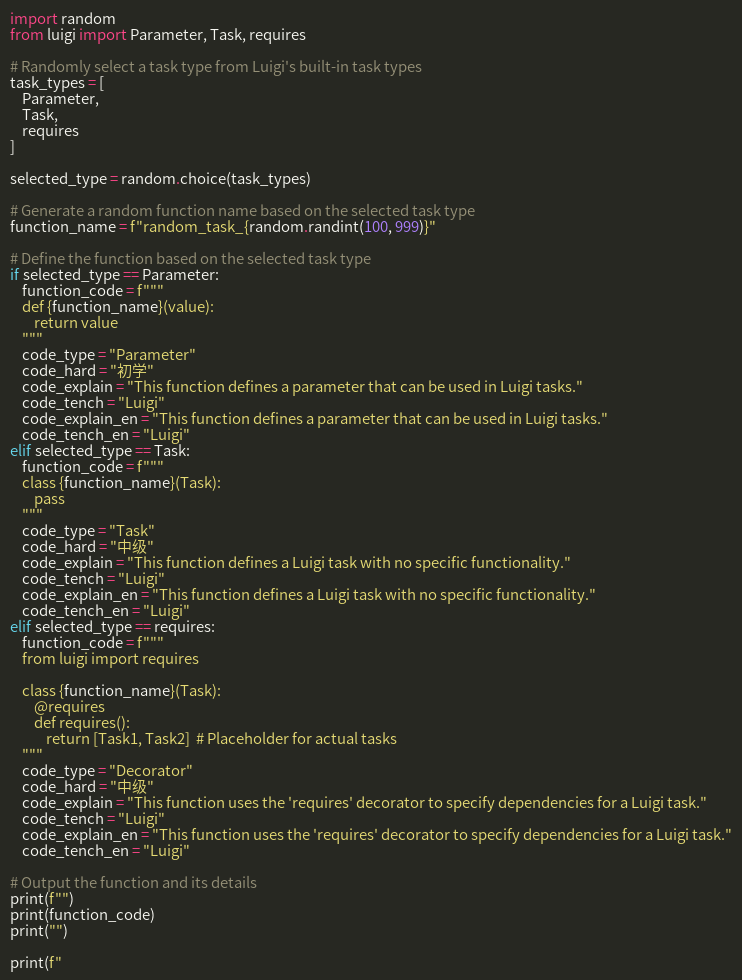 import random
from luigi import Parameter, Task, requires

# Randomly select a task type from Luigi's built-in task types
task_types = [
    Parameter,
    Task,
    requires
]

selected_type = random.choice(task_types)

# Generate a random function name based on the selected task type
function_name = f"random_task_{random.randint(100, 999)}"

# Define the function based on the selected task type
if selected_type == Parameter:
    function_code = f"""
    def {function_name}(value):
        return value
    """
    code_type = "Parameter"
    code_hard = "初学"
    code_explain = "This function defines a parameter that can be used in Luigi tasks."
    code_tench = "Luigi"
    code_explain_en = "This function defines a parameter that can be used in Luigi tasks."
    code_tench_en = "Luigi"
elif selected_type == Task:
    function_code = f"""
    class {function_name}(Task):
        pass
    """
    code_type = "Task"
    code_hard = "中级"
    code_explain = "This function defines a Luigi task with no specific functionality."
    code_tench = "Luigi"
    code_explain_en = "This function defines a Luigi task with no specific functionality."
    code_tench_en = "Luigi"
elif selected_type == requires:
    function_code = f"""
    from luigi import requires

    class {function_name}(Task):
        @requires
        def requires():
            return [Task1, Task2]  # Placeholder for actual tasks
    """
    code_type = "Decorator"
    code_hard = "中级"
    code_explain = "This function uses the 'requires' decorator to specify dependencies for a Luigi task."
    code_tench = "Luigi"
    code_explain_en = "This function uses the 'requires' decorator to specify dependencies for a Luigi task."
    code_tench_en = "Luigi"

# Output the function and its details
print(f"")
print(function_code)
print("")

print(f"